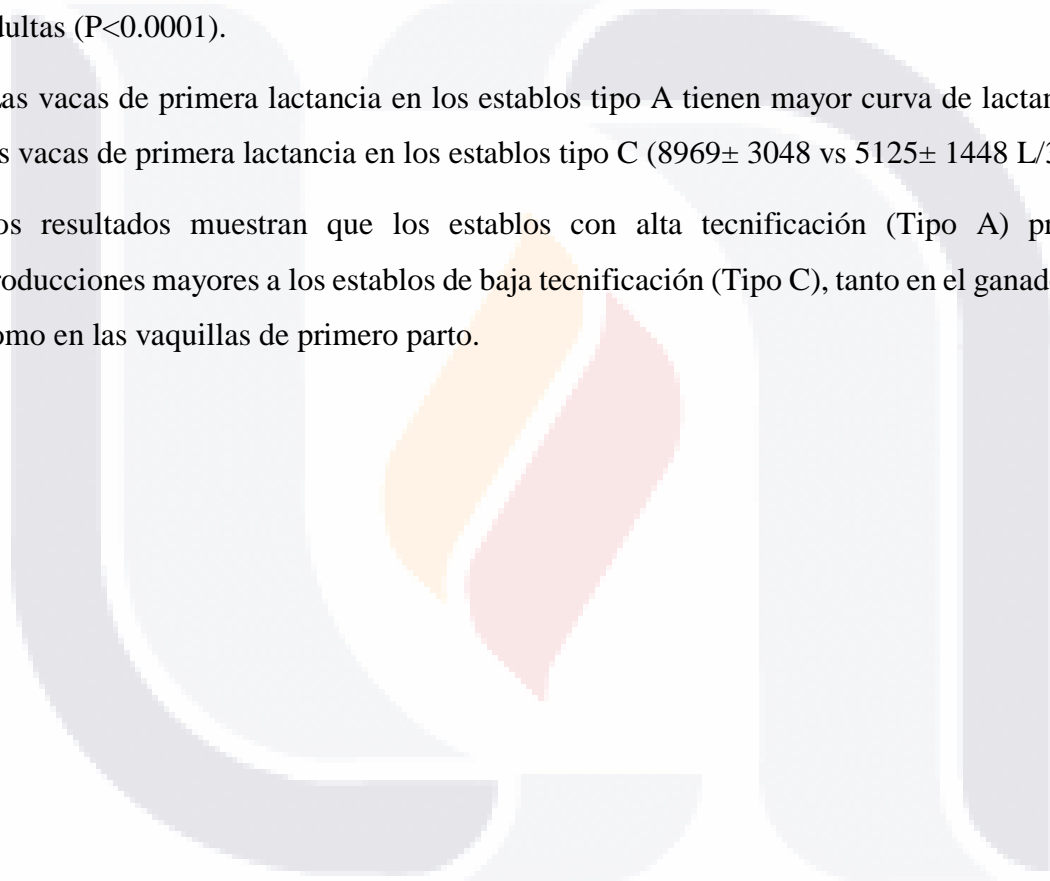 dultas (P<0.0001).
as vacas de primera lactancia en los establos tipo A tienen mayor curva de lactan
s vacas de primera lactancia en los establos tipo C (8969± 3048 vs 5125± 1448 L/3
os resultados muestran que los establos con alta tecnificación (Tipo A) pr
roducciones mayores a los establos de baja tecnificación (Tipo C), tanto en el ganad
omo en las vaquillas de primero parto.